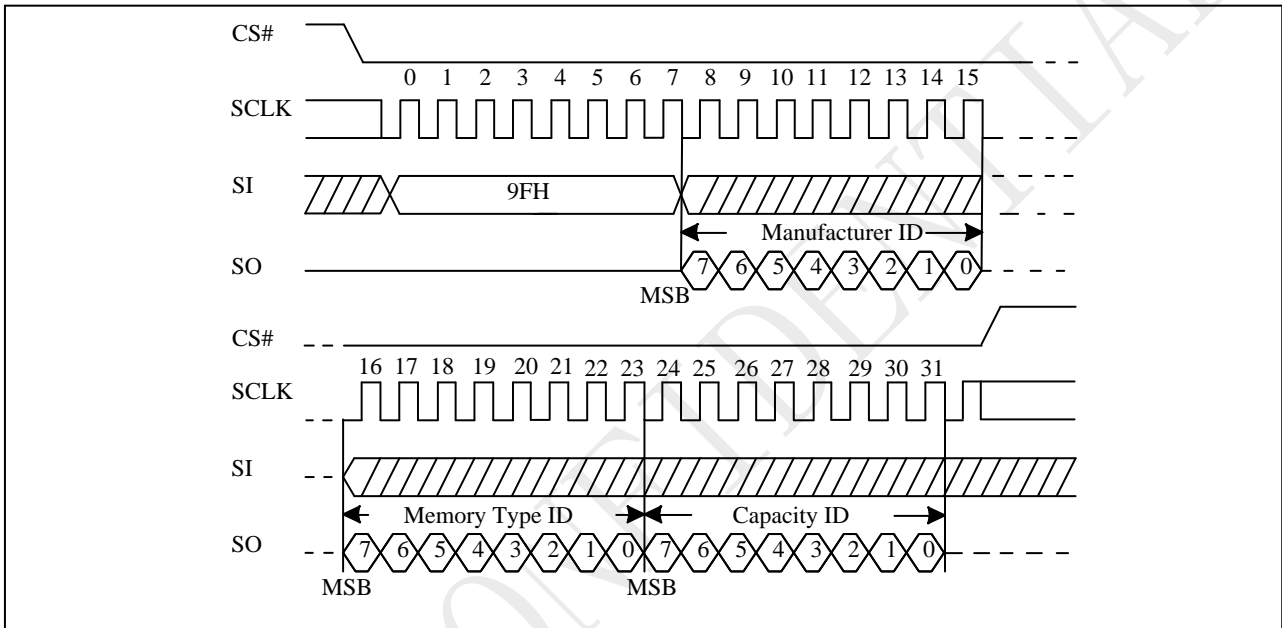 CS#
0 1 2 3 4 5 6 7 8 9 10 11 12 13 14 15
SCLK
SI
9FH
Manufacturer ID
SO
7 6 5 4 3 2 1 0
MSB
CS#
16 17 18 19 20 21 22 23 24 25 26 27 28 29 30 31
SCLK
SI
Memory Type ID Capacity ID
SO
7 6 5 4 3 2 1 0 7 6 5 4 3 2 1 0
MSB MSB
ONFIDENTIA